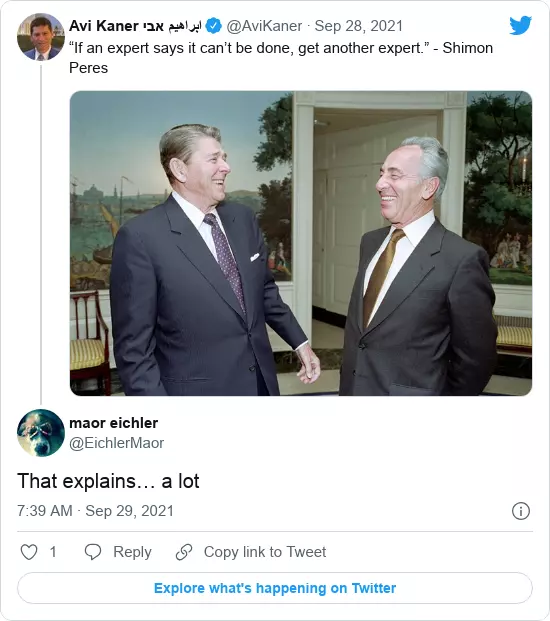 Avi Kaner ابراهيم אבי @AviKaner · Sep 28, 2021
“If an expert says it can’t be done, get another expert.” - Shimon
Peres
maor eichler
@EichlerMaor
That explains… a lot
7:39 AM · Sep 29, 2021
1 Reply Copy link to Tweet
Explore what's happening on Twitter